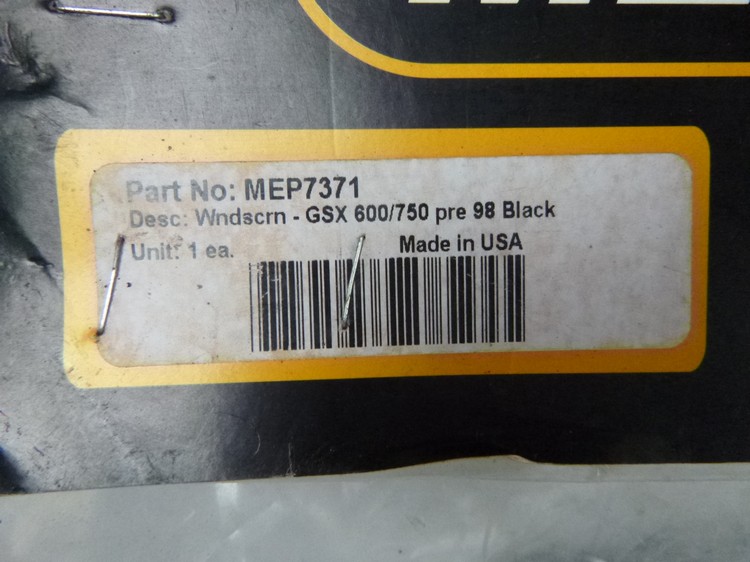 Part No: MEP7371
Desc: Wndscrn - GSX 600/750 pre 98 Black
Unit: 1 ea. Made in USA